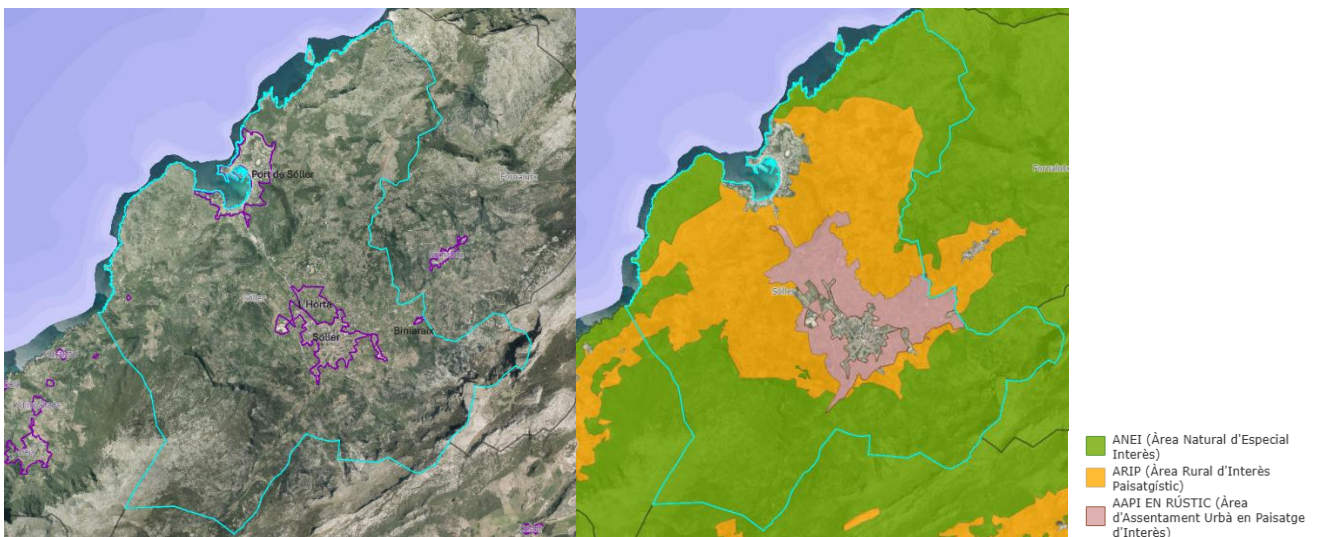 Port de Sóller
Fornalutx
Sóller
L'Horta
Biniaraix
Sóller
Fornalutx
Sóller
ANEI (Àrea Natural d'Especial
Interès)
ARIP (Àrea Rural d'Interès
Paisatgístic)
AAPI EN RÚSTIC (Àrea
d'Assentament Urbà en Paisatge
d'Interès)